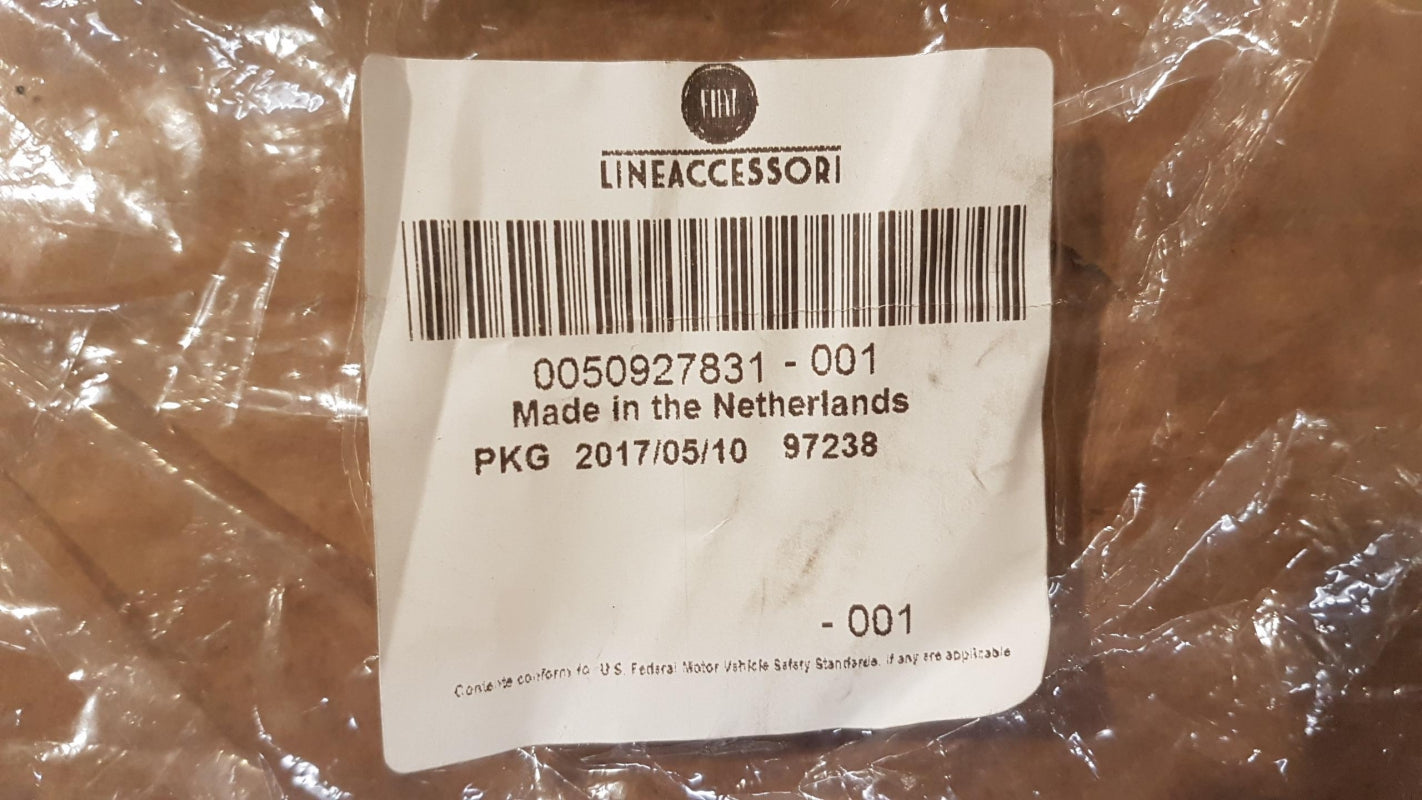 FIAT
LINEACCESSORI
0050927831 - 001
Made in the Netherlands
PKG 2017/05/10 97238
- 001
Contents conform to U.S. Federal Motor Vehicle Safety Standards, if any are applicable